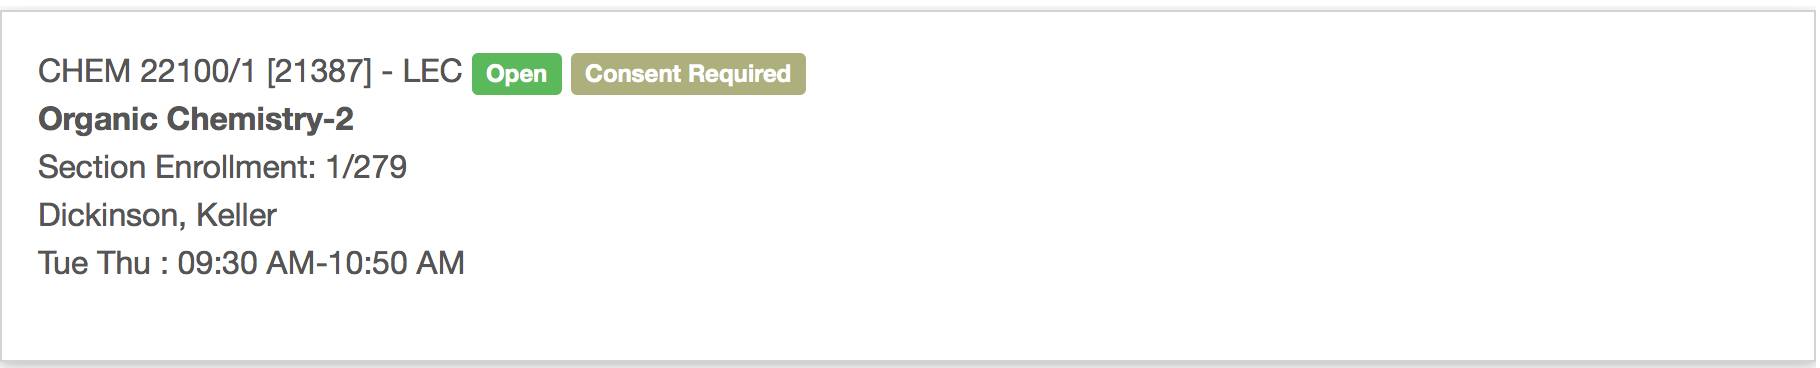 CHEM 22100/1 [21387] - LEC Open Consent Required
Organic Chemistry-2
Section Enrollment: 1/279
Dickinson, Keller
Tue Thu : 09:30 AM-10:50 AM